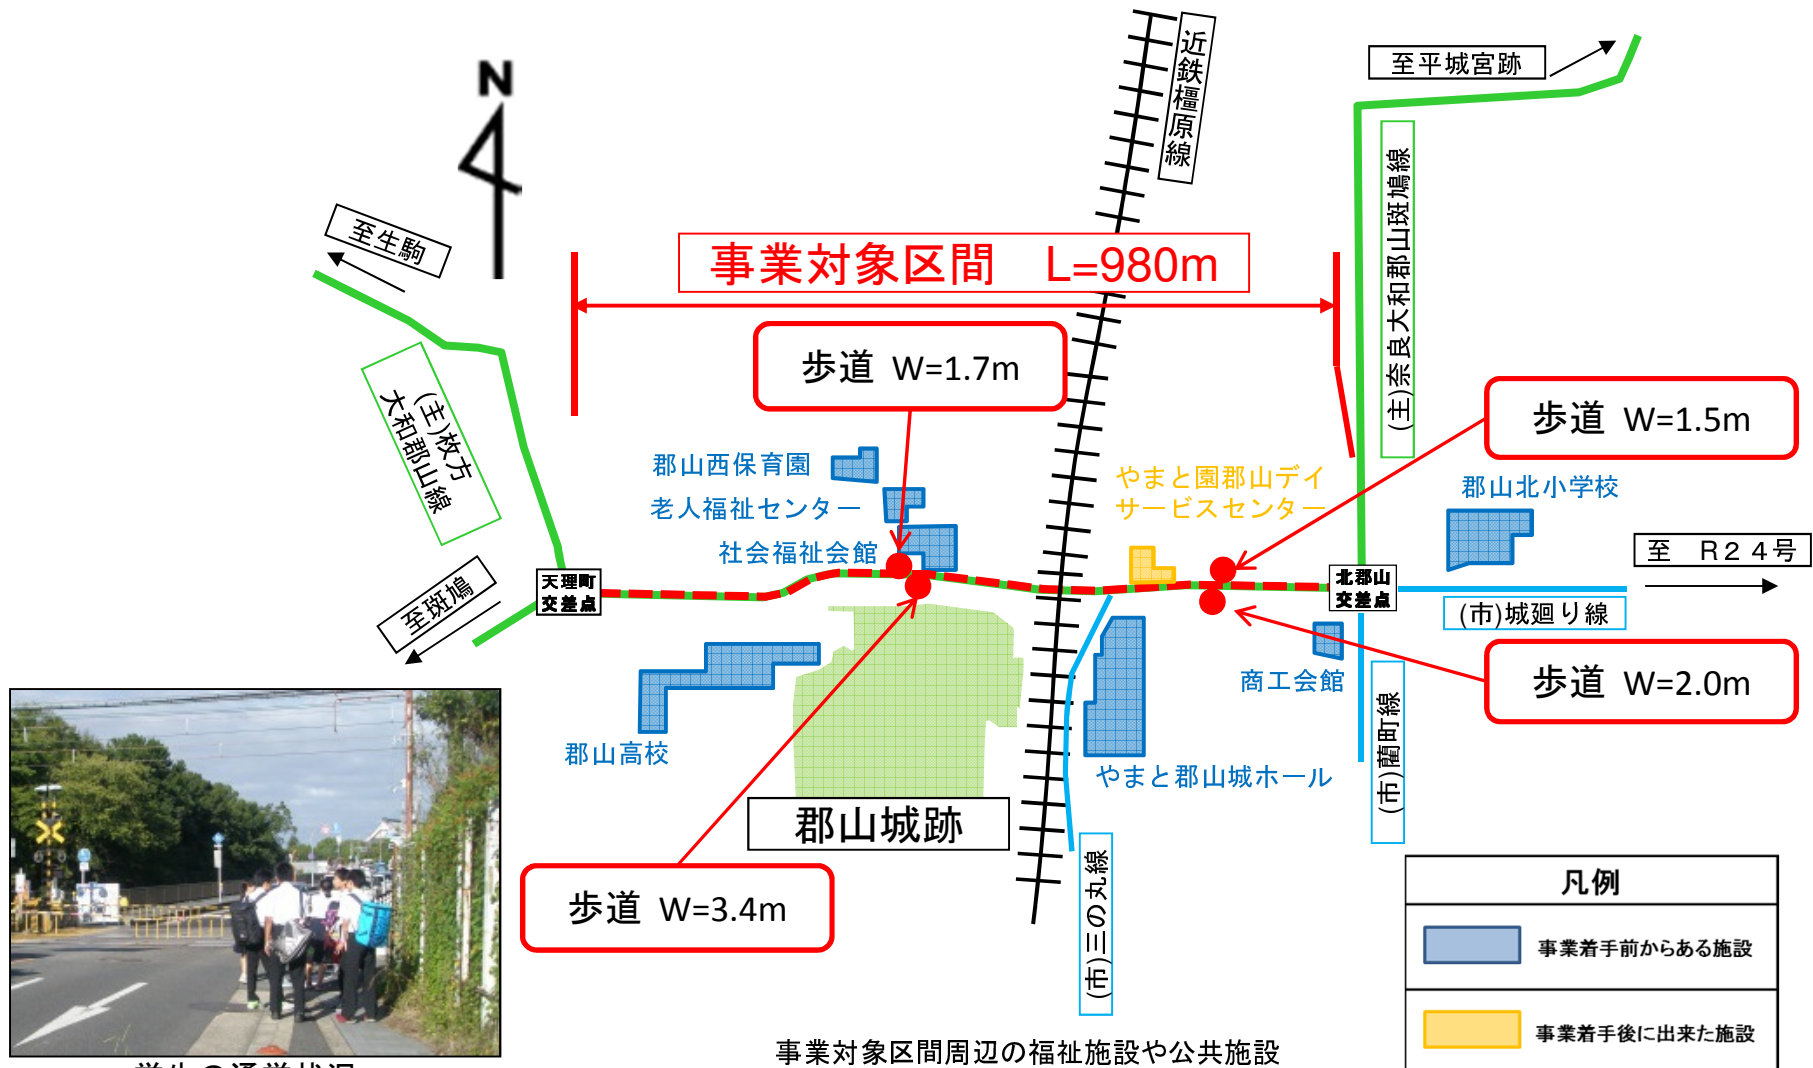 N
近鉄橿原線
至平城宮跡
至生駒
事業対象区間 L=980m
(主)奈良大和郡山斑鳩線
歩道 W=1.7m
(主)枚方
大和郡山線
歩道 W=1.5m
郡山西保育園
老人福祉センター
社会福祉会館
やまと園郡山デイ
サービスセンター
郡山北小学校
至 R24号
天理町
交差点
北郡山
交差点
至斑鳩
(市)城廻り線
商工会館
歩道 W=2.0m
郡山高校
やまと郡山城ホール
(市)藺町線
郡山城跡
歩道 W=3.4m
(市)三の丸線
凡例
事業着手前からある施設
事業着手後に出来た施設
事業対象区間周辺の福祉施設や公共施設
学生の通学状況